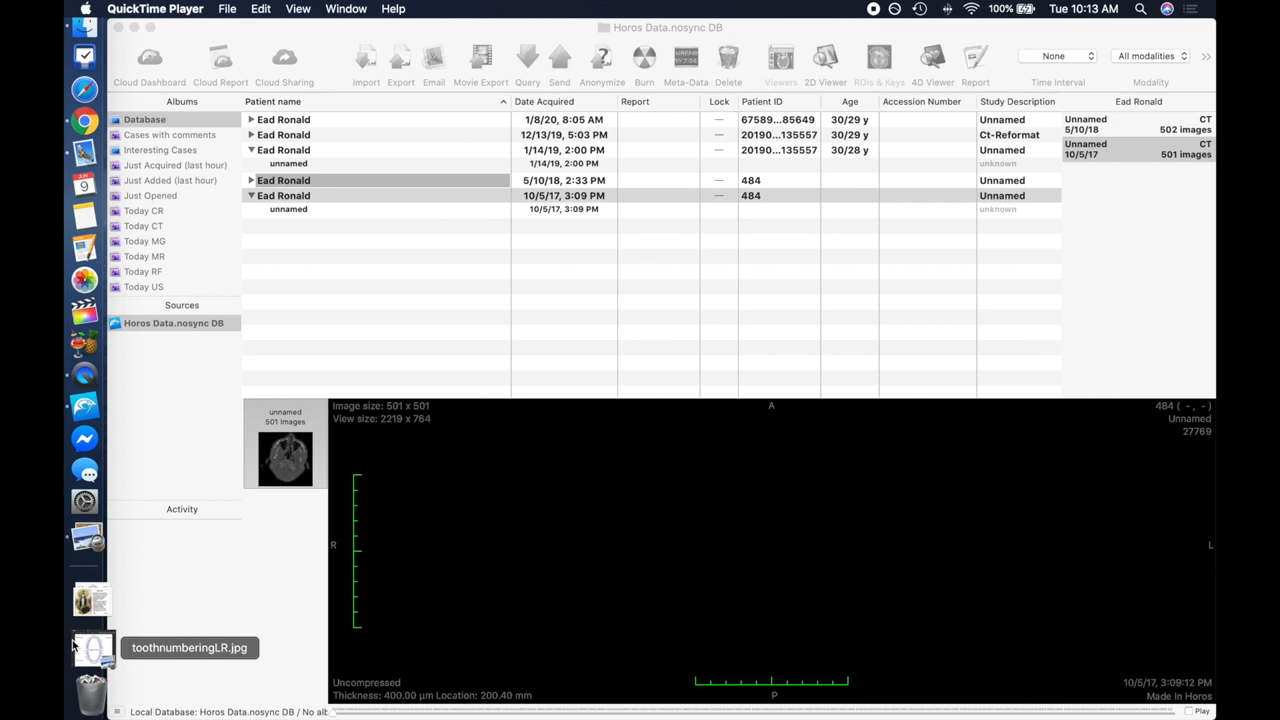 QuickTime Player File Edit View Window Help 100% Tue 10:13 AM
Horos Data.nosync DB
None All modalities
Cloud Dashboard Cloud Report Cloud Sharing Import Export Email Movie Export Query Send Anonymize Burn Meta-Data Delete Viewers 2D Viewer ROIs & Keys 4D Viewer Report Time Interval Modality
Albums Patient name Date Acquired Report Lock Patient ID Age Accession Number Study Description Ead Ronald
Database Ead Ronald 1/8/20, 8:05 AM — 67589...85649 30/29 y Unnamed
Cases with comments Ead Ronald 12/13/19, 5:03 PM — 20190...135557 30/29 y Ct-Reformat
Interesting Cases Ead Ronald 1/14/19, 2:00 PM — 20190...135557 30/28 y Unnamed
Just Acquired (last hour) unnamed 1/14/19, 2:00 PM unknown
Just Added (last hour) Ead Ronald 5/10/18, 2:33 PM — 484 Unnamed
Just Opened Ead Ronald 10/5/17, 3:09 PM — 484 Unnamed
Today CR unnamed 10/5/17, 3:09 PM unknown
Today CT
Today MG
Today MR
Today RF
Today US
Unnamed CT
5/10/18 502 images
Unnamed CT
10/5/17 501 images
Sources
Horos Data.nosync DB
JUN
9
unnamed
501 Images
Image size: 501 x 501
View size: 2219 x 764
A
484 ( - , - )
Unnamed
27769
Activity
R
L
toothnumberingLR.jpg
Uncompressed
Thickness: 400.00 µm Location: 200.40 mm
P
10/5/17, 3:09:12 PM
Made In Horos
Local Database: Horos Data.nosync DB / No alb
Play